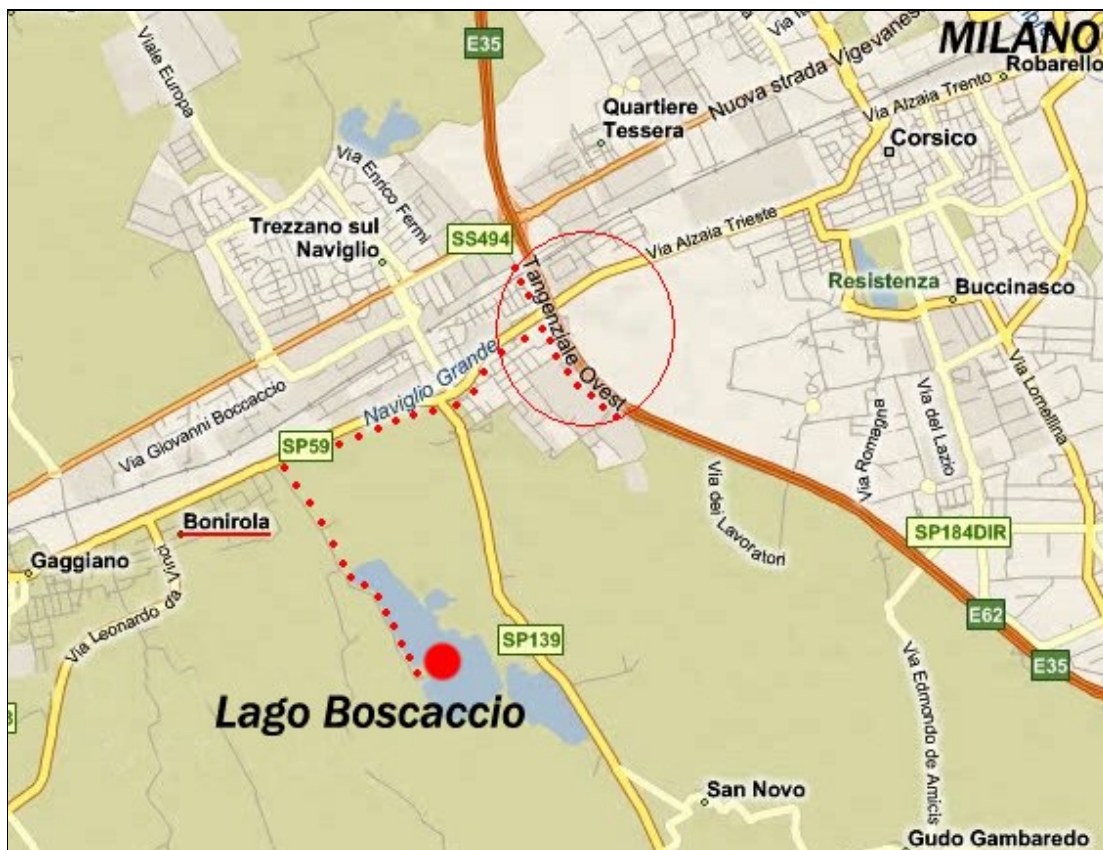 MILANO
E35
Robarello
Viale Europa
Nuova strada Vigevanese
Via Alzaia Trento
Quartiere
Tessera
Corsico
Via Enrico Fermi
Trezzano sul
Naviglio
SS494
Via Alzaia Trieste
Tangenziale Ovest
Resistenza
Buccinasco
Naviglio Grande
Via Lomellina
Via Giovanni Boccaccio
Via del Lazio
Via Romagna
SP59
Via dei Lavoratori
Bonirola
SP184DIR
Gaggiano
Via Leonardo da Vinci
E62
SP139
E35
Via Edmondo de Amicis
Lago Boscaccio
San Novo
Gudo Gambaredo